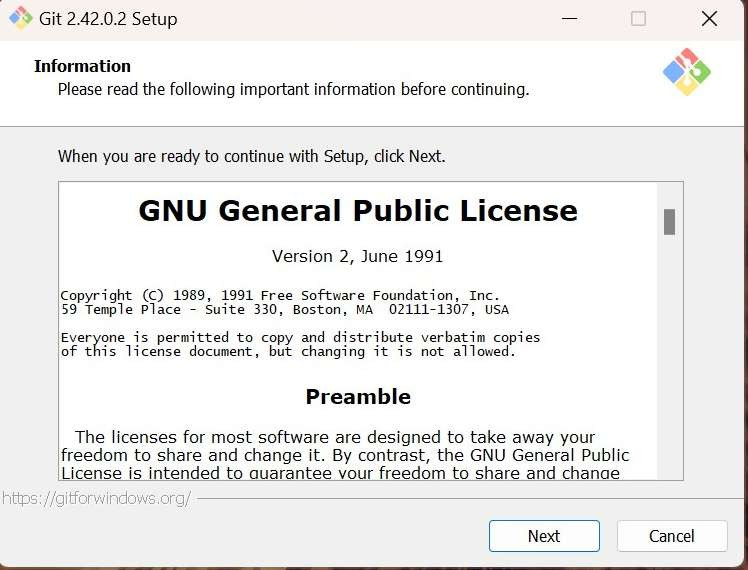 Git 2.42.0.2 Setup
Information
Please read the following important information before continuing.
When you are ready to continue with Setup, click Next.
GNU General Public License
Version 2, June 1991
Copyright (C) 1989, 1991 Free Software Foundation, Inc.
59 Temple Place - Suite 330, Boston, MA  02111-1307, USA
Everyone is permitted to copy and distribute verbatim copies
of this license document, but changing it is not allowed.
Preamble
The licenses for most software are designed to take away your
freedom to share and change it. By contrast, the GNU General Public
License is intended to guarantee your freedom to share and change
https://gitforwindows.org/
Next
Cancel